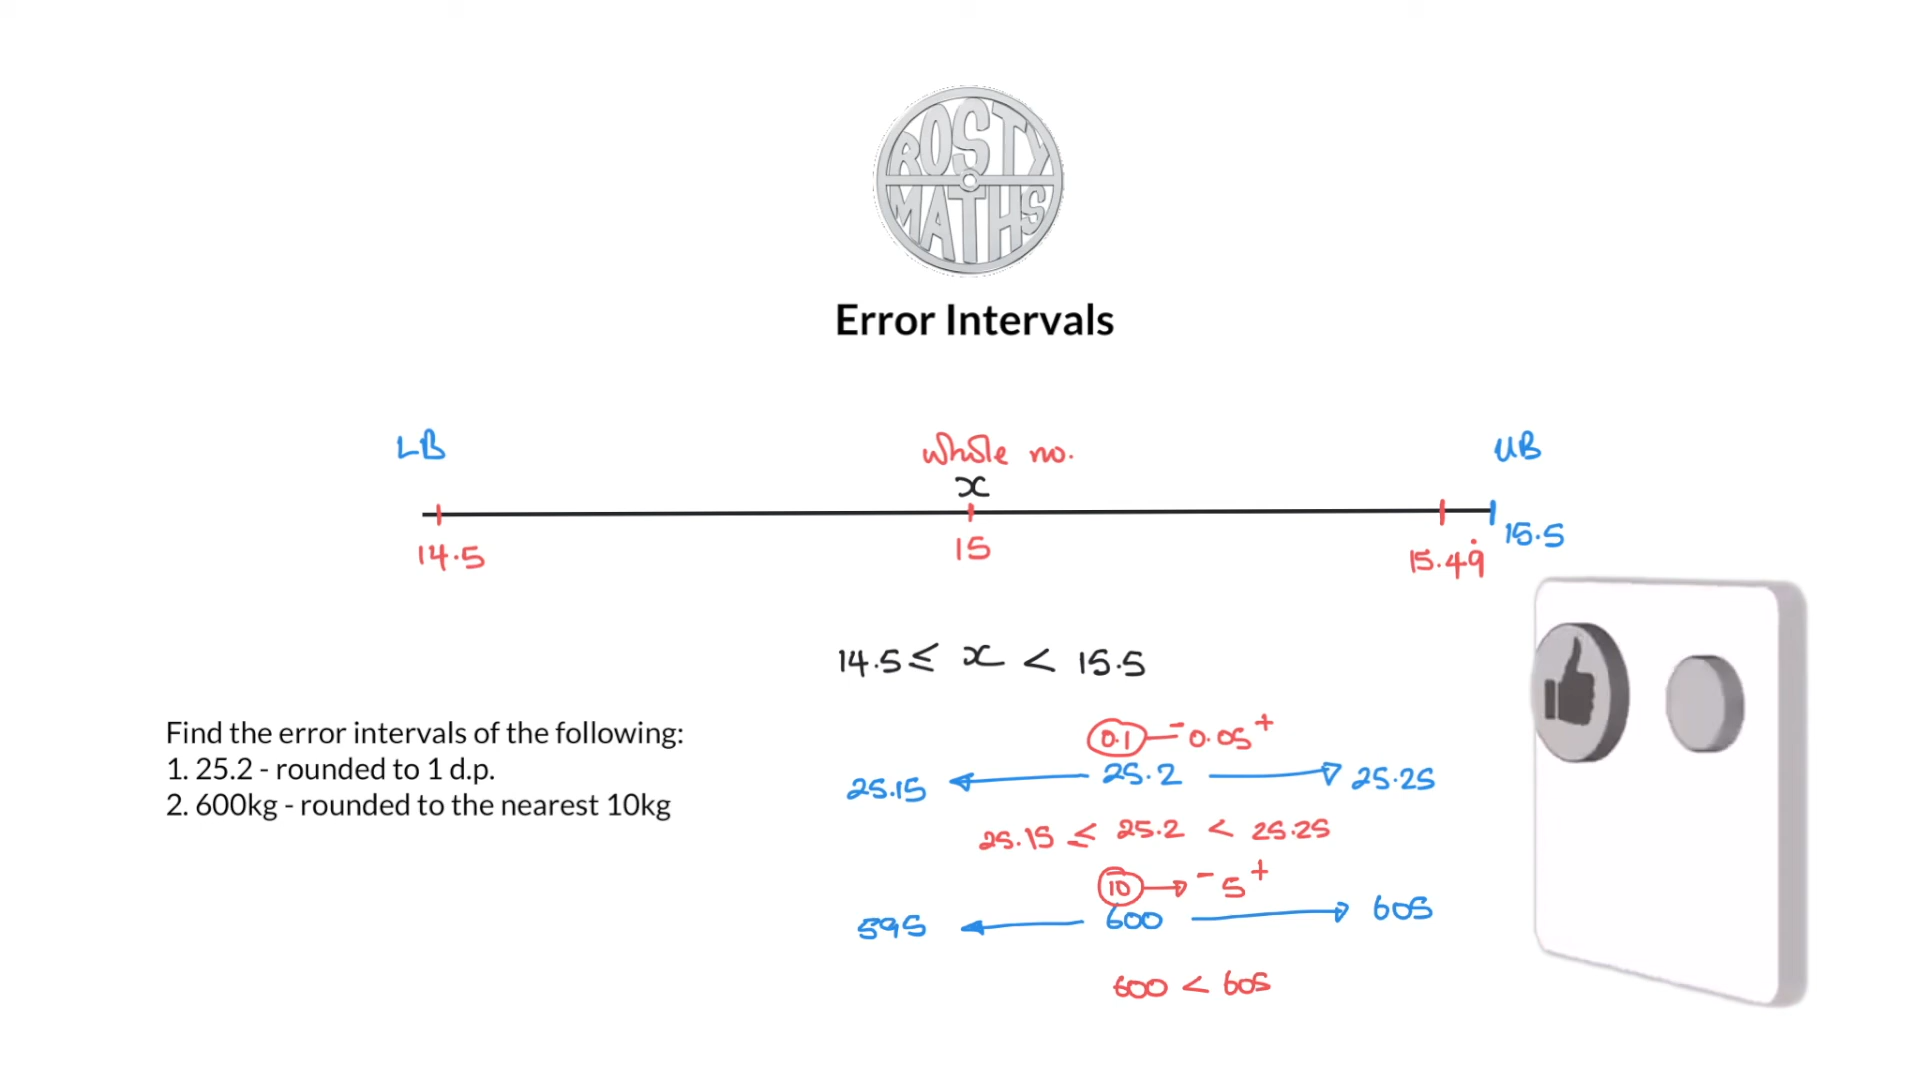 ROSTY
MATHS
Error Intervals
LB
whole no.
UB
x
14.5
15
15.49̇
15.5
14.5 ≤ x < 15.5
Find the error intervals of the following:
1. 25.2 - rounded to 1 d.p.
2. 600kg - rounded to the nearest 10kg
0.1 - 0.05 +
25.15
25.2
25.25
25.15 ≤ 25.2 < 25.25
10 - 5 +
595
600
605
600 < 605